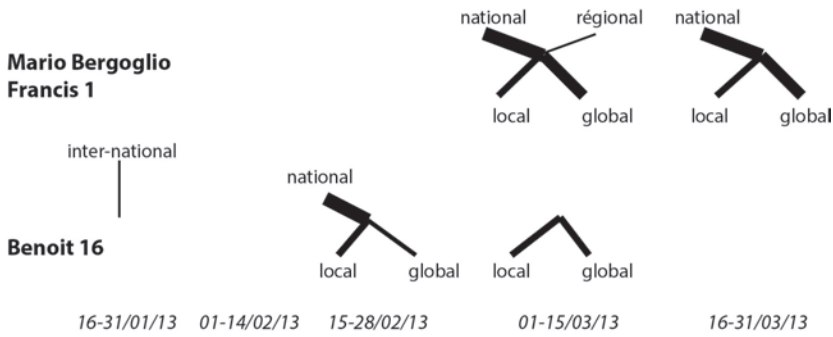 national régional national
Mario Bergoglio
Francis 1
local global local global
inter-national
national
Benoit 16
local global local global
16-31/01/13 01-14/02/13 15-28/02/13 01-15/03/13 16-31/03/13